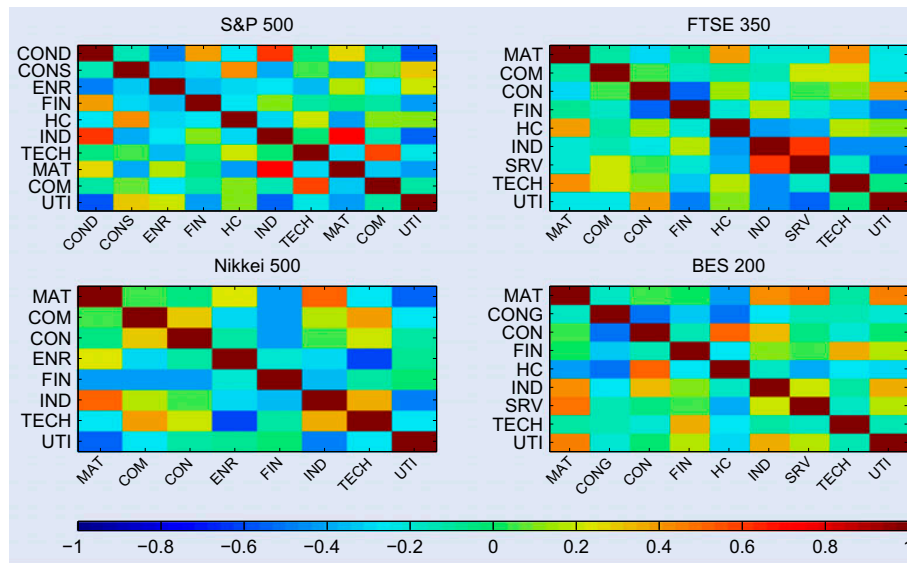 S&P 500
COND
CONS
ENR
FIN
HC
IND
TECH
MAT
COM
UTI
COND CONS ENR FIN HC IND TECH MAT COM UTI
FTSE 350
MAT
COM
CON
FIN
HC
IND
SRV
TECH
UTI
MAT COM CON FIN HC IND SRV TECH UTI
Nikkei 500
MAT
COM
CON
ENR
FIN
IND
TECH
UTI
MAT COM CON ENR FIN IND TECH UTI
BES 200
MAT
CONG
CON
FIN
HC
IND
SRV
TECH
UTI
MAT CONG CON FIN HC IND SRV TECH UTI
−1 −0.8 −0.6 −0.4 −0.2 0 0.2 0.4 0.6 0.8 1